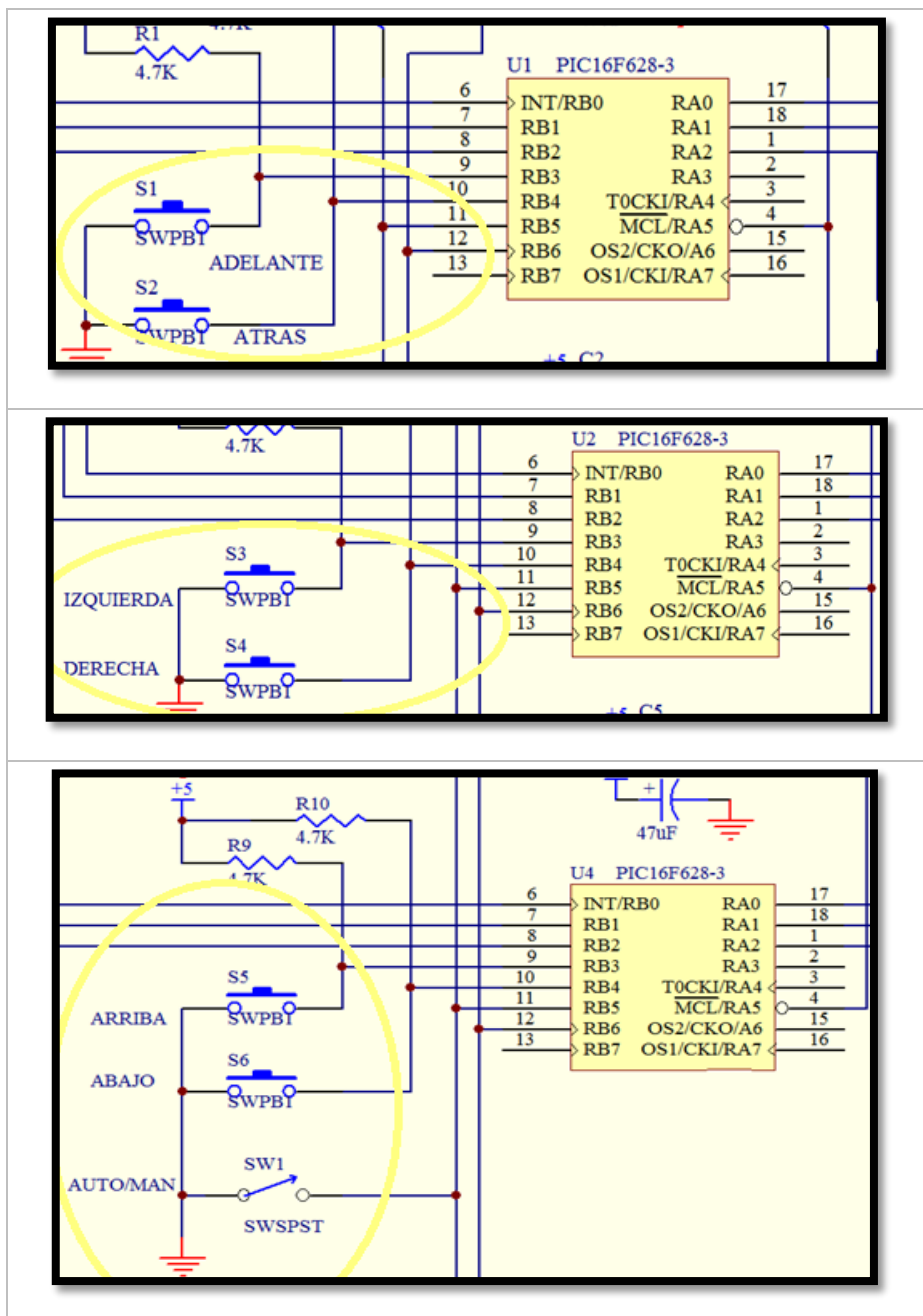 R1
4.7K
U1 PIC16F628-3
6 INT/RB0 RA0 17
7 RB1 RA1 18
8 RB2 RA2 1
9 RB3 RA3 2
10 RB4 T0CKI/RA4 3
11 RB5 MCL/RA5 4
12 RB6 OS2/CKO/A6 15
13 RB7 OS1/CKI/RA7 16
S1
SWPB1
ADELANTE
S2
SWPB1 ATRAS
+5 C2
4.7K
U2 PIC16F628-3
6 INT/RB0 RA0 17
7 RB1 RA1 18
8 RB2 RA2 1
9 RB3 RA3 2
10 RB4 T0CKI/RA4 3
11 RB5 MCL/RA5 4
12 RB6 OS2/CKO/A6 15
13 RB7 OS1/CKI/RA7 16
S3
IZQUIERDA SWPB1
S4
DERECHA
SWPB1
+5 C5
+5
R10
4.7K
R9
4.7K
+
47uF
U4 PIC16F628-3
6 INT/RB0 RA0 17
7 RB1 RA1 18
8 RB2 RA2 1
9 RB3 RA3 2
10 RB4 T0CKI/RA4 3
11 RB5 MCL/RA5 4
12 RB6 OS2/CKO/A6 15
13 RB7 OS1/CKI/RA7 16
S5
ARRIBA SWPB1
S6
ABAJO
SWPB1
SW1
AUTO/MAN
SWSPST